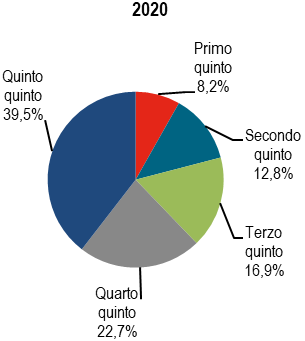 2020
Primo
quinto
8,2%
Secondo
quinto
12,8%
Terzo
quinto
16,9%
Quarto
quinto
22,7%
Quinto
quinto
39,5%